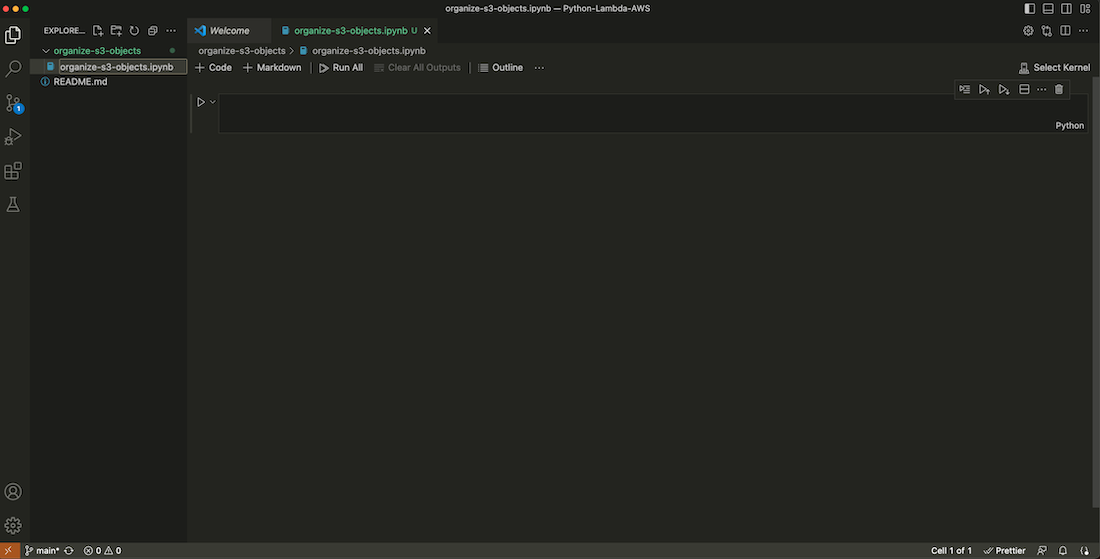 organize-s3-objects.ipynb — Python-Lambda-AWS
EXPLORE...
Welcome
organize-s3-objects.ipynb U
organize-s3-objects
organize-s3-objects > organize-s3-objects.ipynb
organize-s3-objects.ipynb
Code
Markdown
Run All
Clear All Outputs
Outline
Select Kernel
README.md
1
Python
main*
0
0
Cell 1 of 1
Prettier